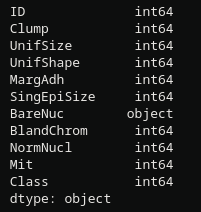 ID int64
Clump int64
UnifSize int64
UnifShape int64
MargAdh int64
SingEpiSize int64
BareNuc object
BlandChrom int64
NormNucl int64
Mit int64
Class int64
dtype: object